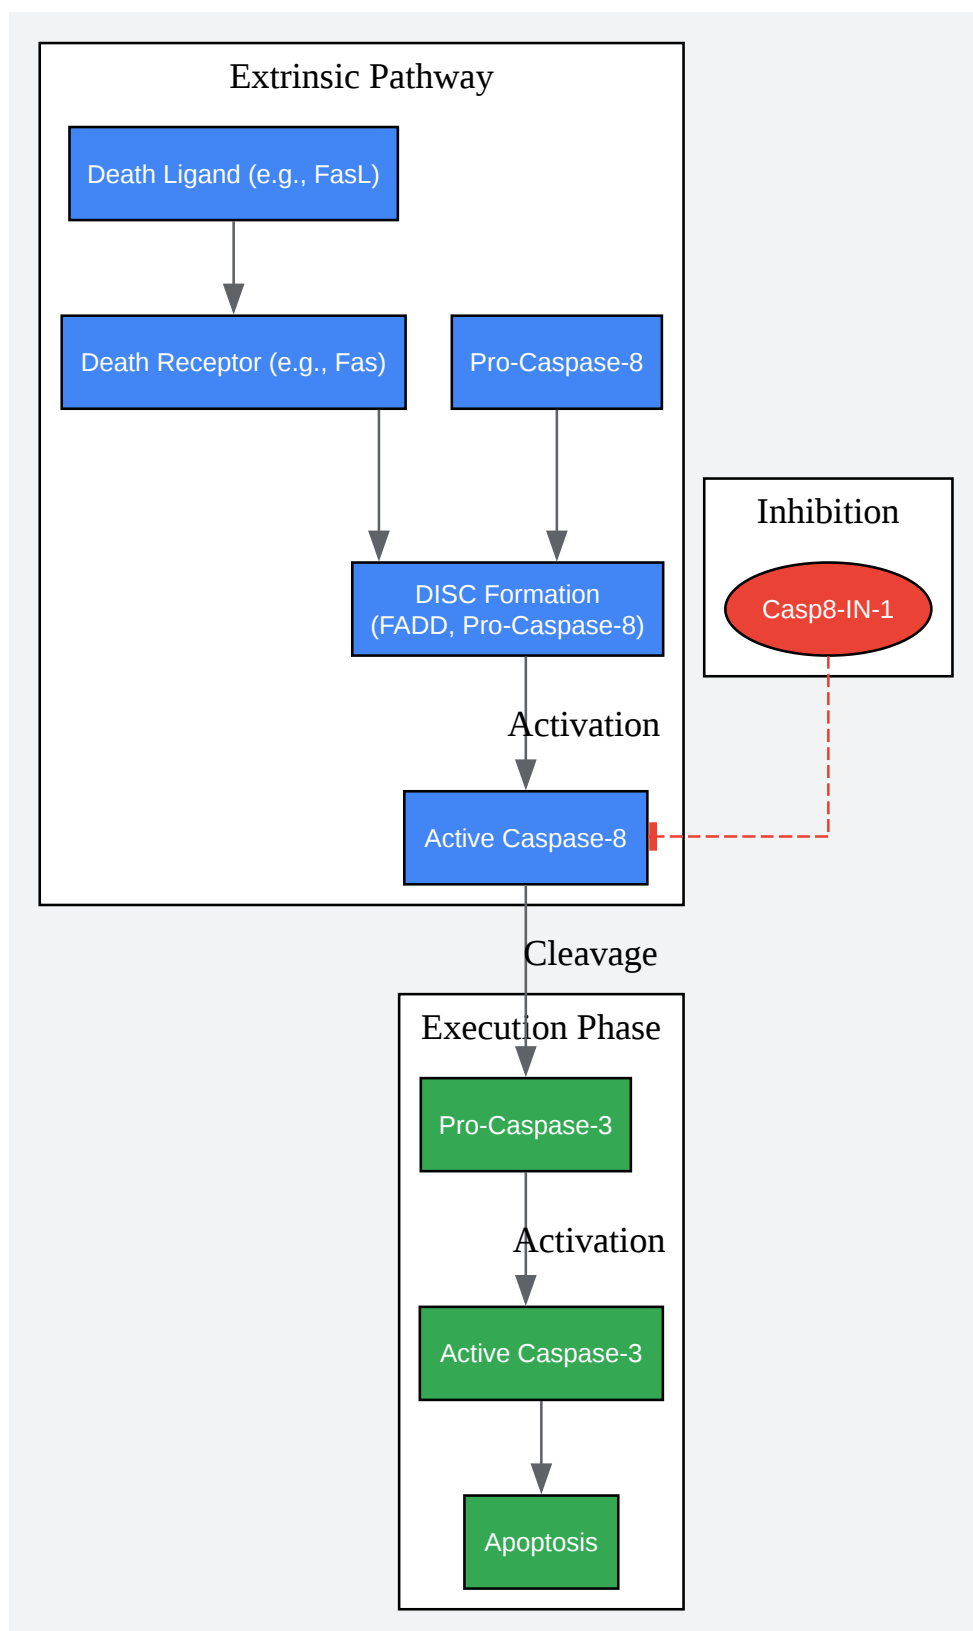 Extrinsic Pathway
Death Ligand (e.g., FasL)
Death Receptor (e.g., Fas)
Pro-Caspase-8
Inhibition
DISC Formation
(FADD, Pro-Caspase-8)
Casp8-IN-1
Activation
Active Caspase-8
Cleavage
Execution Phase
Pro-Caspase-3
Activation
Active Caspase-3
Apoptosis